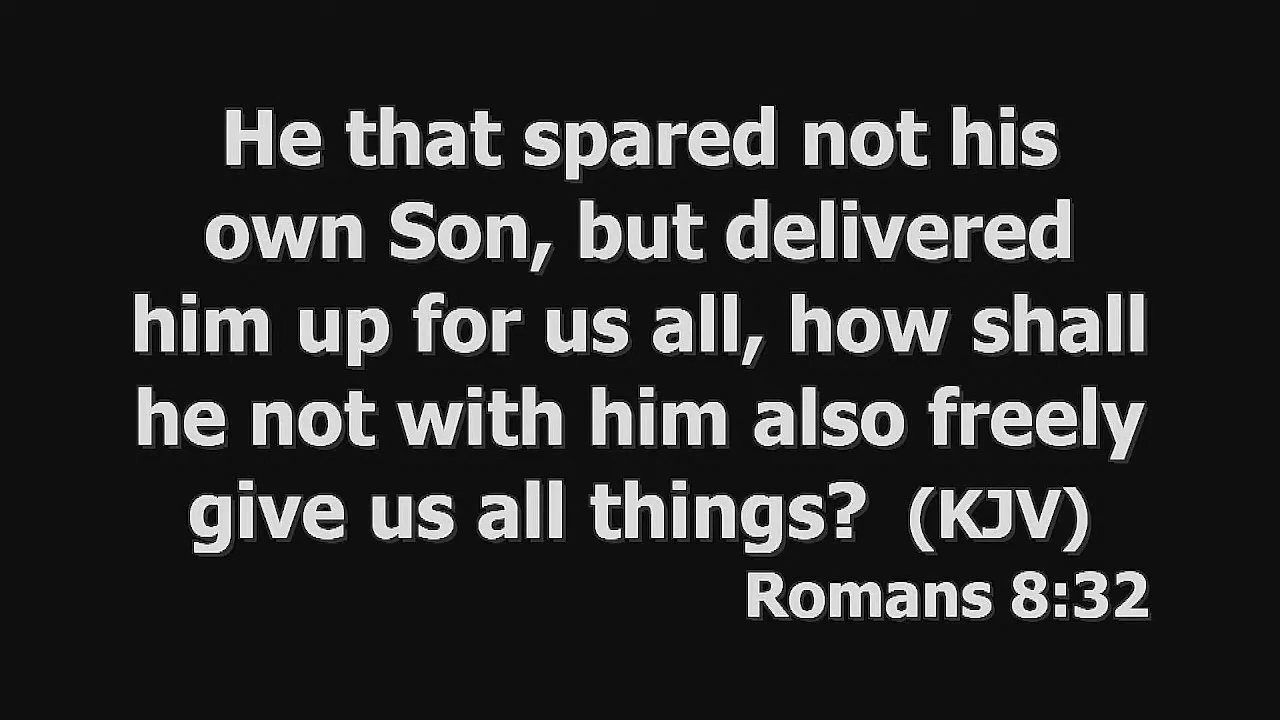 He that spared not his
own Son, but delivered
him up for us all, how shall
he not with him also freely
give us all things? (KJV)
Romans 8:32